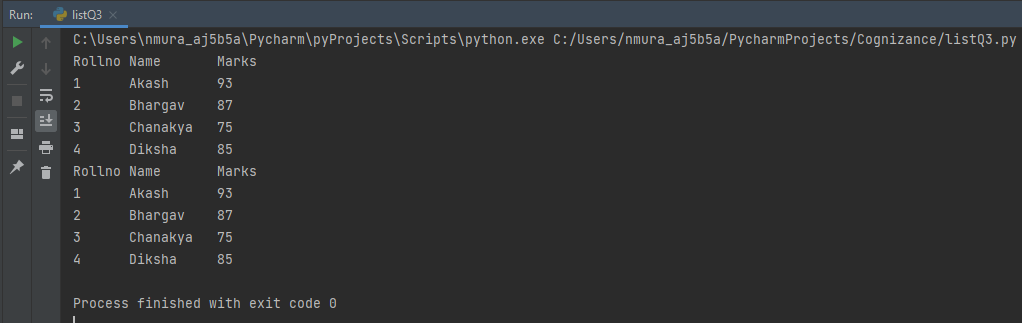 Run: listQ3
C:\Users\nmura_aj5b5a\Pycharm\pyProjects\Scripts\python.exe C:/Users/nmura_aj5b5a/PycharmProjects/Cognizance/listQ3.py
Rollno Name       Marks
1      Akash      93
2      Bhargav    87
3      Chanakya   75
4      Diksha     85
Rollno Name       Marks
1      Akash      93
2      Bhargav    87
3      Chanakya   75
4      Diksha     85
Process finished with exit code 0